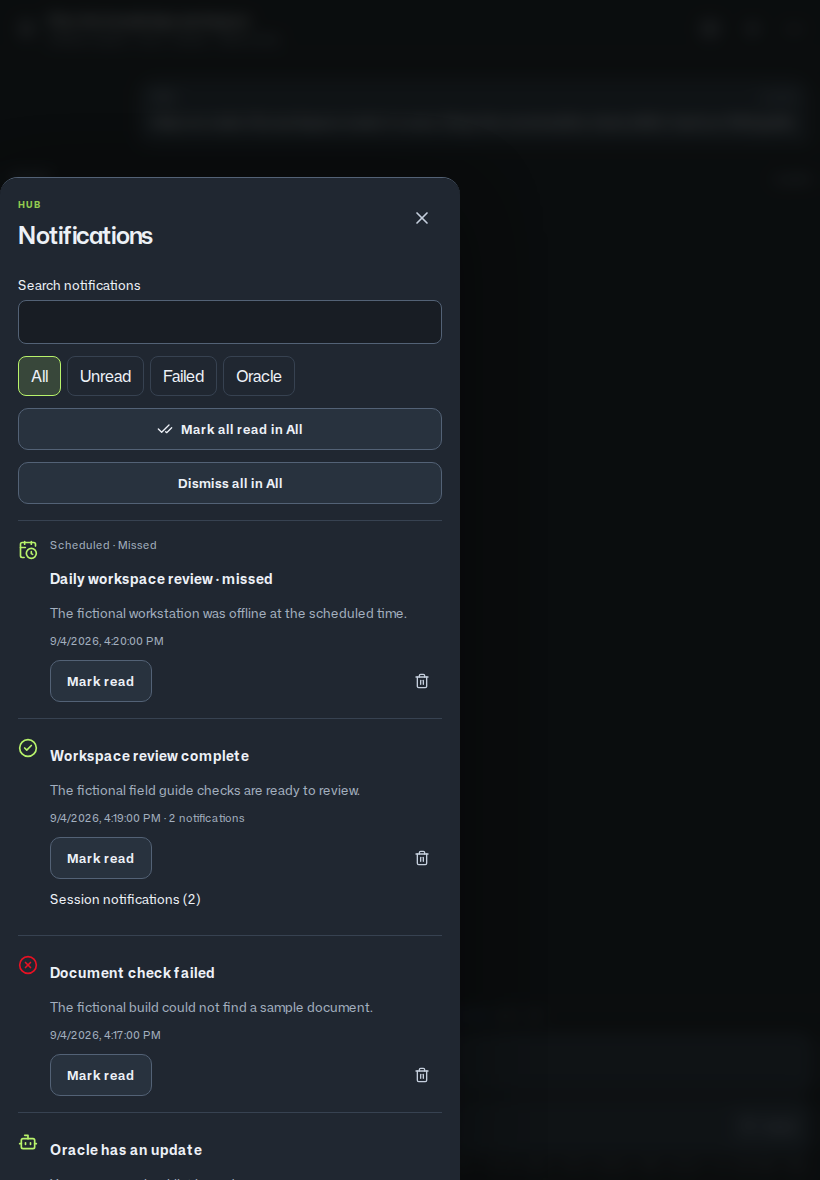 HUB
Notifications
Search notifications
All
Unread
Failed
Oracle
Mark all read in All
Dismiss all in All
Scheduled · Missed
Daily workspace review · missed
The fictional workstation was offline at the scheduled time.
9/4/2026, 4:20:00 PM
Mark read
Workspace review complete
The fictional field guide checks are ready to review.
9/4/2026, 4:19:00 PM · 2 notifications
Mark read
Session notifications (2)
Document check failed
The fictional build could not find a sample document.
9/4/2026, 4:17:00 PM
Mark read
Oracle has an update